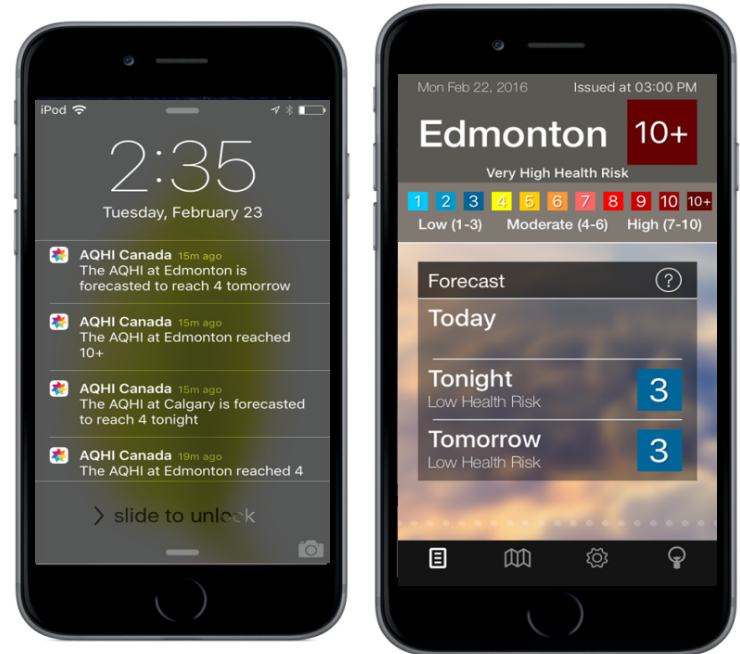 iPod
2:35
Tuesday, February 23
AQHI Canada 15m ago
The AQHI at Edmonton is
forecasted to reach 4 tomorrow
AQHI Canada 15m ago
The AQHI at Edmonton reached
10+
AQHI Canada 15m ago
The AQHI at Calgary is forecasted
to reach 4 tonight
AQHI Canada 19m ago
The AQHI at Edmonton reached 4
> slide to unlock
Mon Feb 22, 2016 Issued at 03:00 PM
Edmonton 10+
Very High Health Risk
1 2 3 4 5 6 7 8 9 10 10+
Low (1-3) Moderate (4-6) High (7-10)
Forecast ?
Today
Tonight 3
Low Health Risk
Tomorrow 3
Low Health Risk